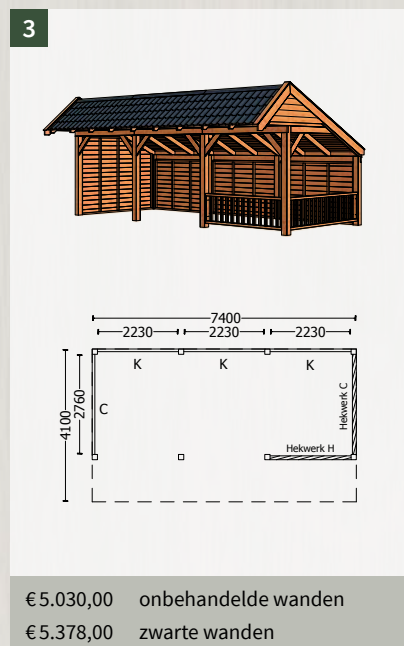 3
7400
2230 2230 2230
K K K
4100
2760
C
Hekwerk C
Hekwerk H
€ 5.030,00 onbehandelde wanden
€ 5.378,00 zwarte wanden